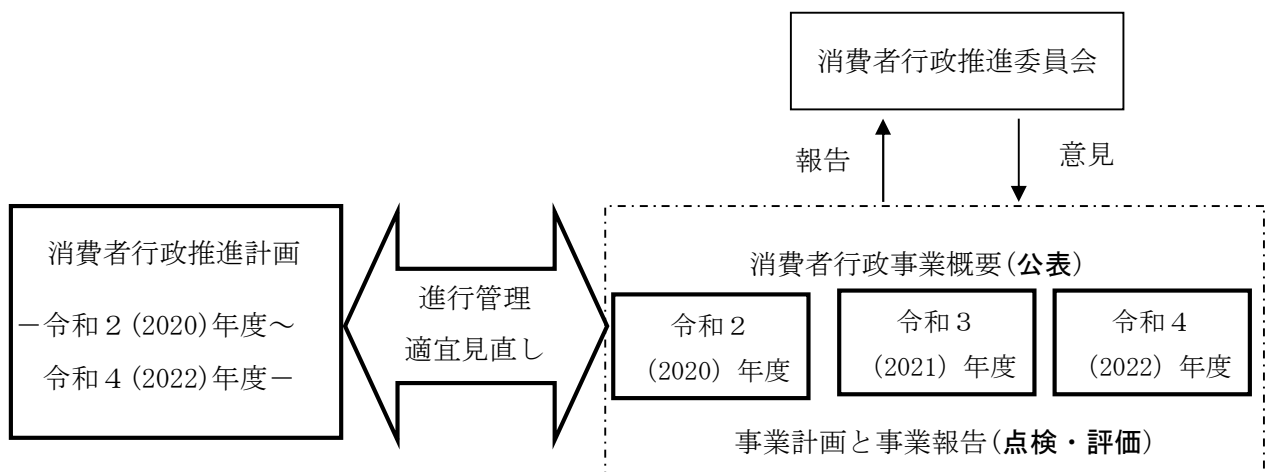 消費者行政推進委員会
報告
意見
消費者行政推進計画
－令和２(2020)年度～
令和４(2022)年度－
進行管理
適宜見直し
消費者行政事業概要(公表)
令和２
(2020) 年度
令和３
(2021) 年度
令和４
(2022) 年度
事業計画と事業報告(点検・評価)